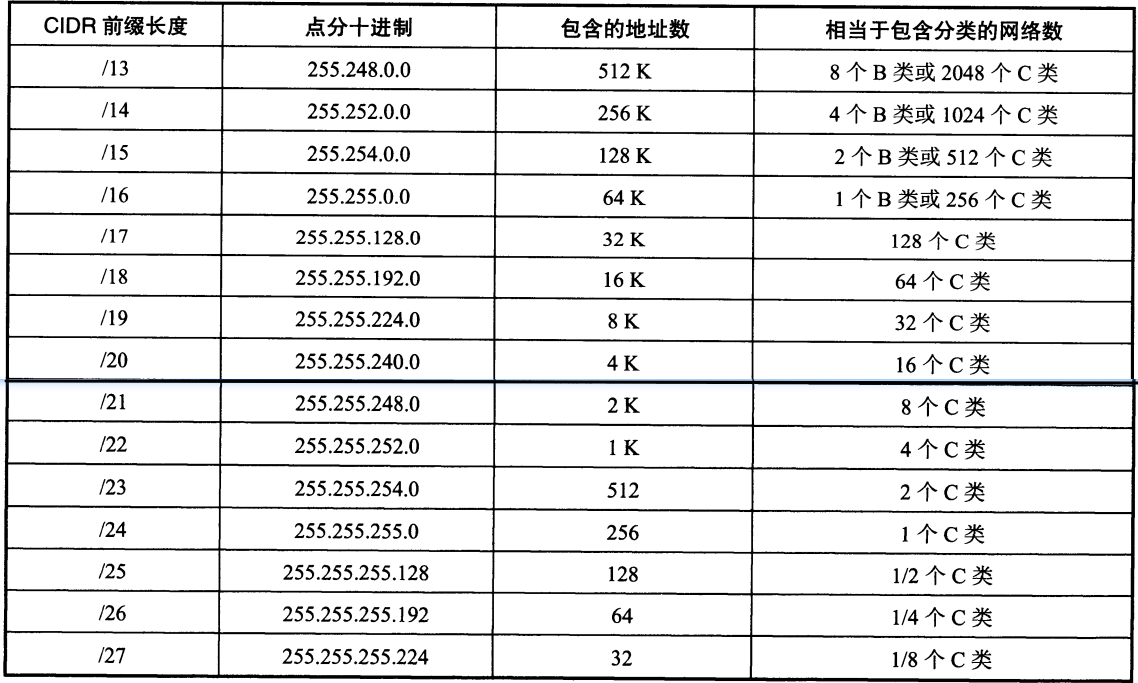 CIDR 前缀长度 点分十进制 包含的地址数 相当于包含分类的网络数
/13 255.248.0.0 512 K 8 个 B 类或 2048 个 C 类
/14 255.252.0.0 256 K 4 个 B 类或 1024 个 C 类
/15 255.254.0.0 128 K 2 个 B 类或 512 个 C 类
/16 255.255.0.0 64 K 1 个 B 类或 256 个 C 类
/17 255.255.128.0 32 K 128 个 C 类
/18 255.255.192.0 16 K 64 个 C 类
/19 255.255.224.0 8 K 32 个 C 类
/20 255.255.240.0 4 K 16 个 C 类
/21 255.255.248.0 2 K 8 个 C 类
/22 255.255.252.0 1 K 4 个 C 类
/23 255.255.254.0 512 2 个 C 类
/24 255.255.255.0 256 1 个 C 类
/25 255.255.255.128 128 1/2 个 C 类
/26 255.255.255.192 64 1/4 个 C 类
/27 255.255.255.224 32 1/8 个 C 类